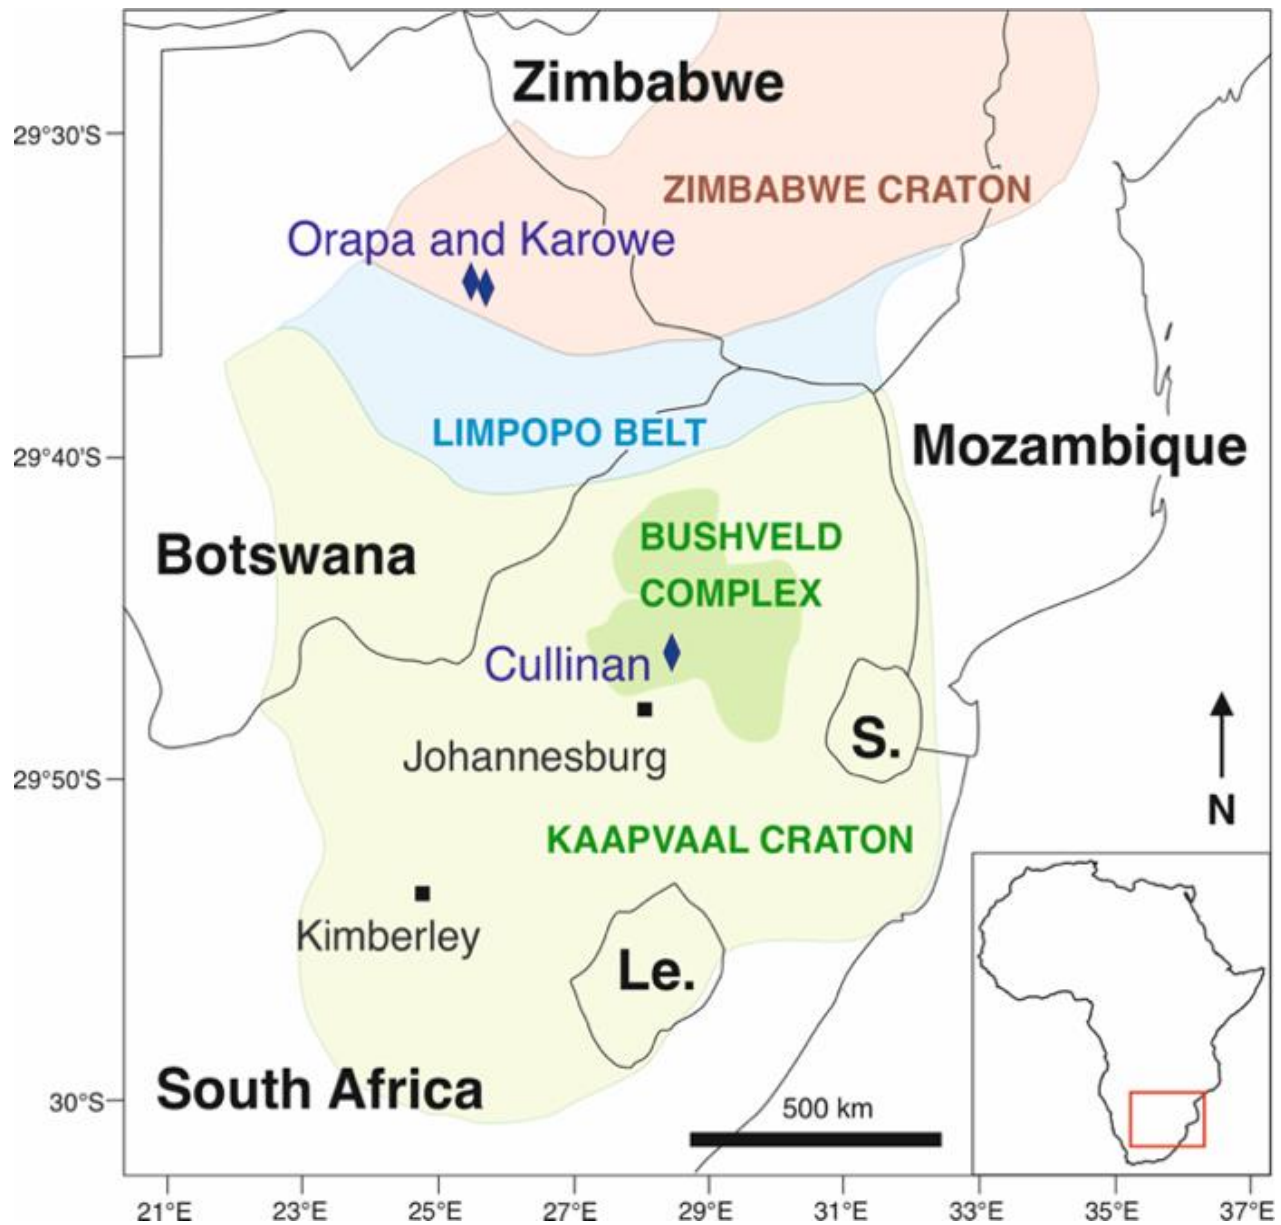 Zimbabwe
29°30'S
ZIMBABWE CRATON
Orapa and Karowe
LIMPOPO BELT
Mozambique
29°40'S
BUSHVELD
COMPLEX
Botswana
Cullinan
Johannesburg
S.
29°50'S
N
KAAPVAAL CRATON
Kimberley
Le.
South Africa
30°S
500 km
21°E 23°E 25°E 27°E 29°E 31°E 33°E 35°E 37°E